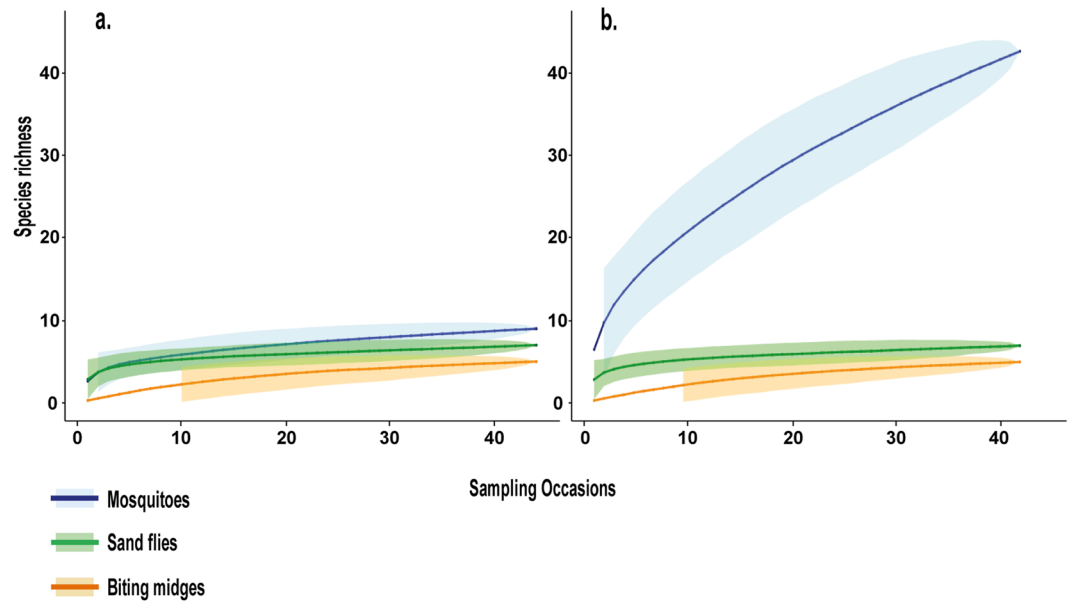 a.
b.
Species richness
40
30
20
10
0
0 10 20 30 40
40
30
20
10
0
0 10 20 30 40
Sampling Occasions
Mosquitoes
Sand flies
Biting midges